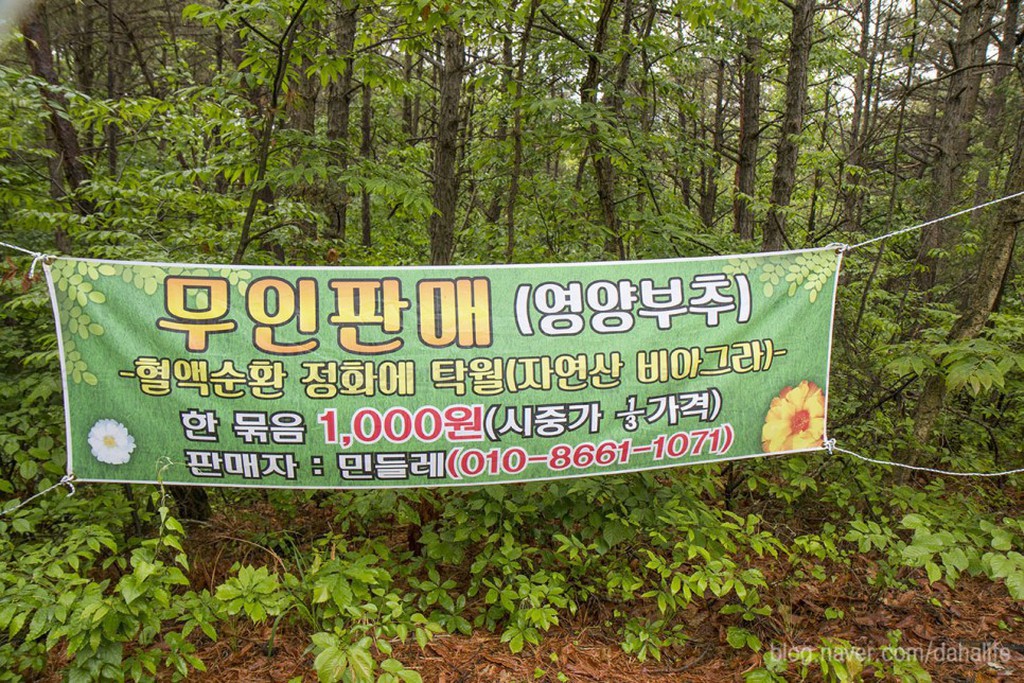 무인판매 (영양부추)
-혈액순환 정화에 탁월(자연산 비아그라)-
한 묶음 1,000원(시중가 1/3가격)
판매자 : 민들레(010-8661-1071)
blog.naver.com/dahalife